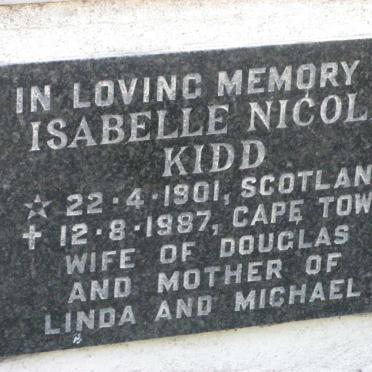 IN LOVING MEMORY
ISABELLE NICOL
KIDD
☆ 22·4·1901, SCOTLAN
✝ 12·8·1987, CAPE TOW
WIFE OF DOUGLAS
AND MOTHER OF
LINDA AND MICHAEL